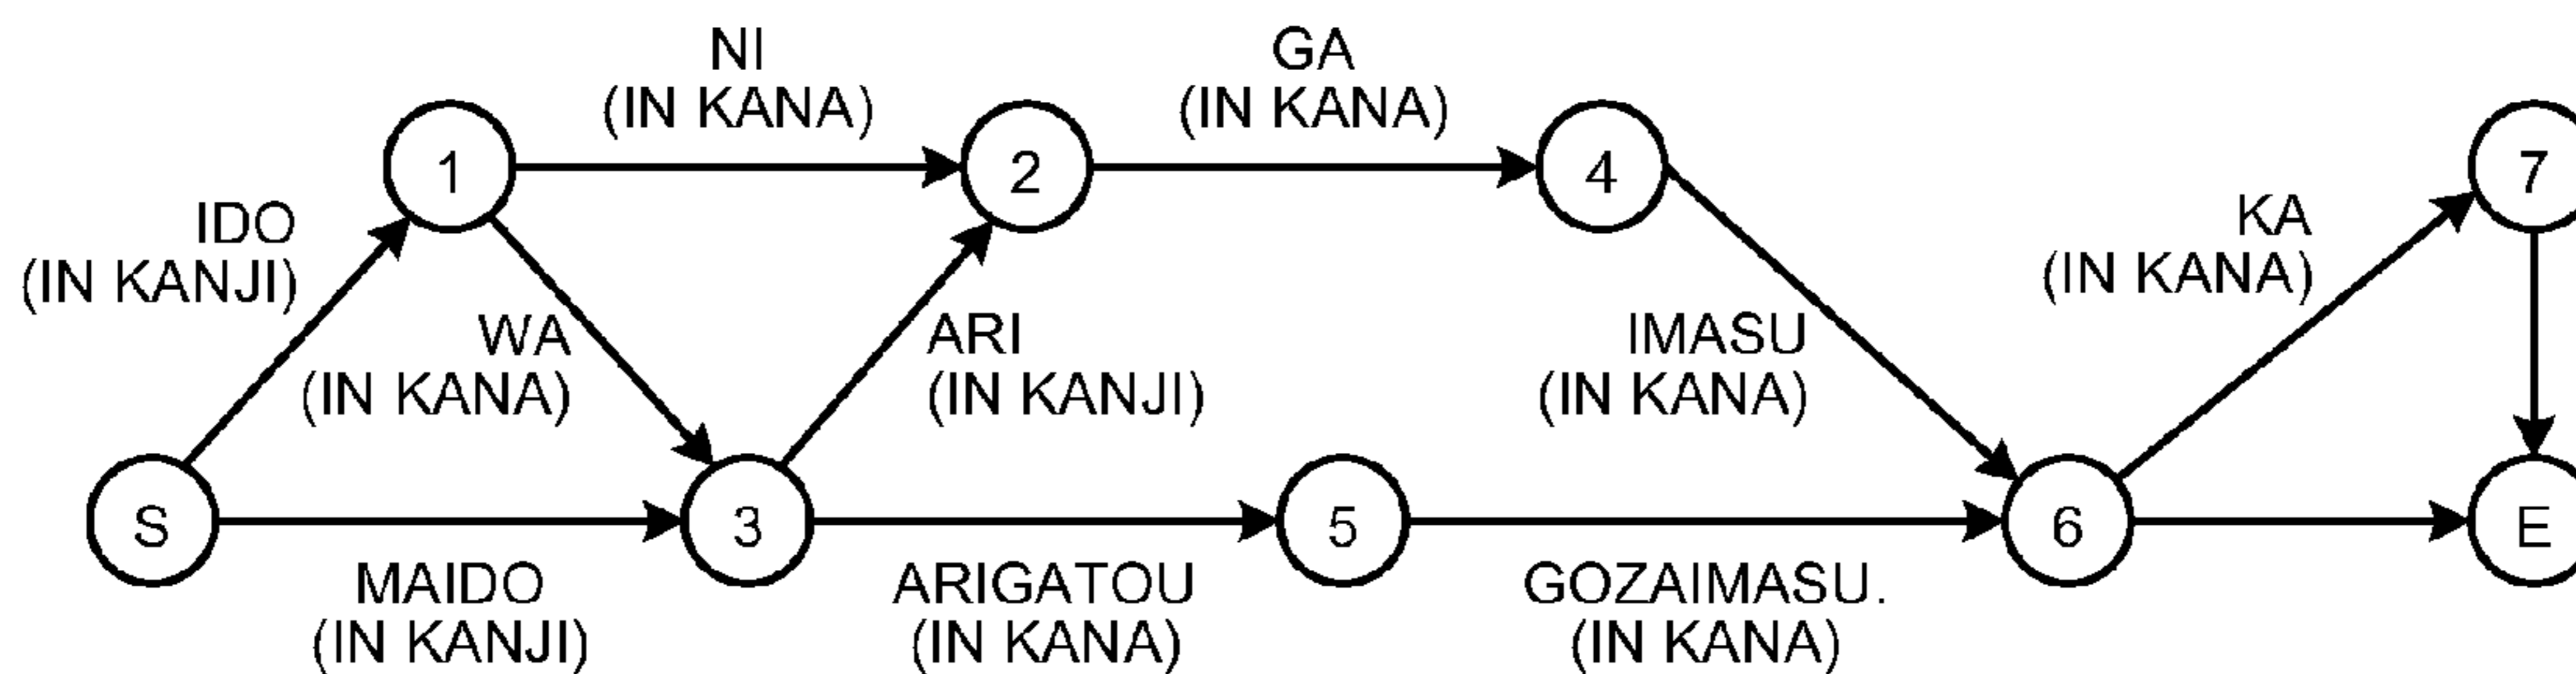 NI
(IN KANA)
GA
(IN KANA)
1
2
4
7
IDO
(IN KANJI)
WA
(IN KANA)
ARI
(IN KANJI)
IMASU
(IN KANA)
KA
(IN KANA)
S
3
5
6
E
MAIDO
(IN KANJI)
ARIGATOU
(IN KANA)
GOZAIMASU.
(IN KANA)